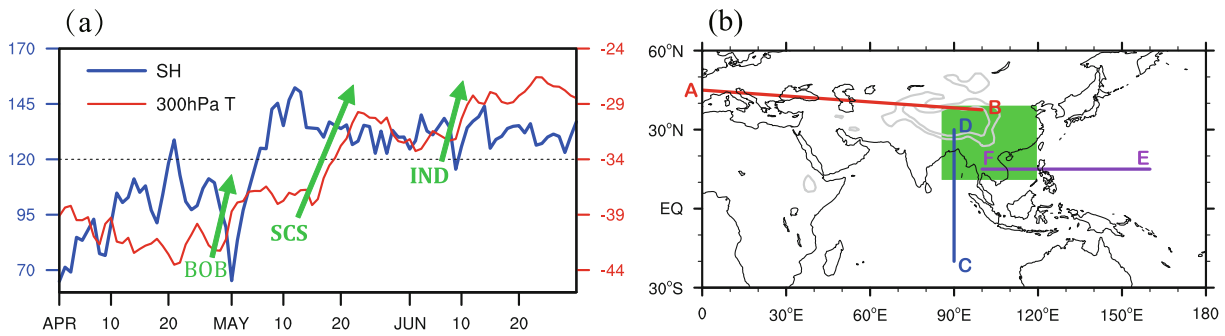 (a)
170
145
120
95
70
-24
-29
-34
-39
-44
SH
300hPa T
BOB
SCS
IND
APR 10 20 MAY 10 20 JUN 10 20
(b)
60°N
30°N
EQ
30°S
A
B
D
F
E
C
0 30°E 60°E 90°E 120°E 150°E 180